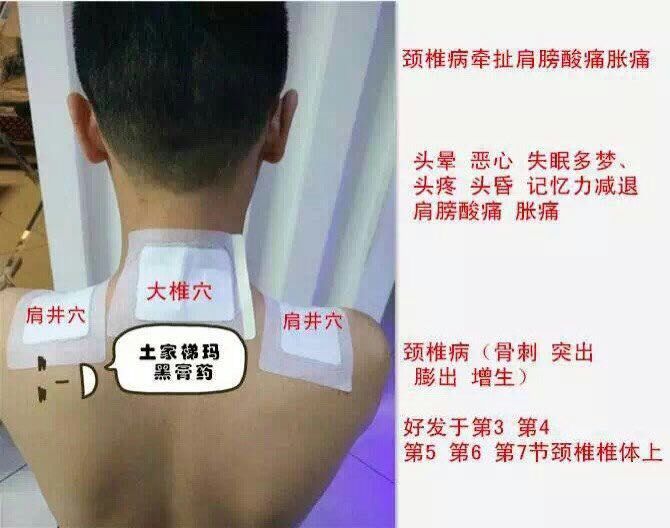 颈椎病牵扯肩膀酸痛胀痛
头晕 恶心 失眠多梦、
头疼 头昏 记忆力减退
肩膀酸痛 胀痛
大椎穴
肩井穴
肩井穴
土家梯玛
黑膏药
颈椎病（骨刺 突出
膨出 增生）
好发于第3 第4
第5 第6 第7节颈椎椎体上